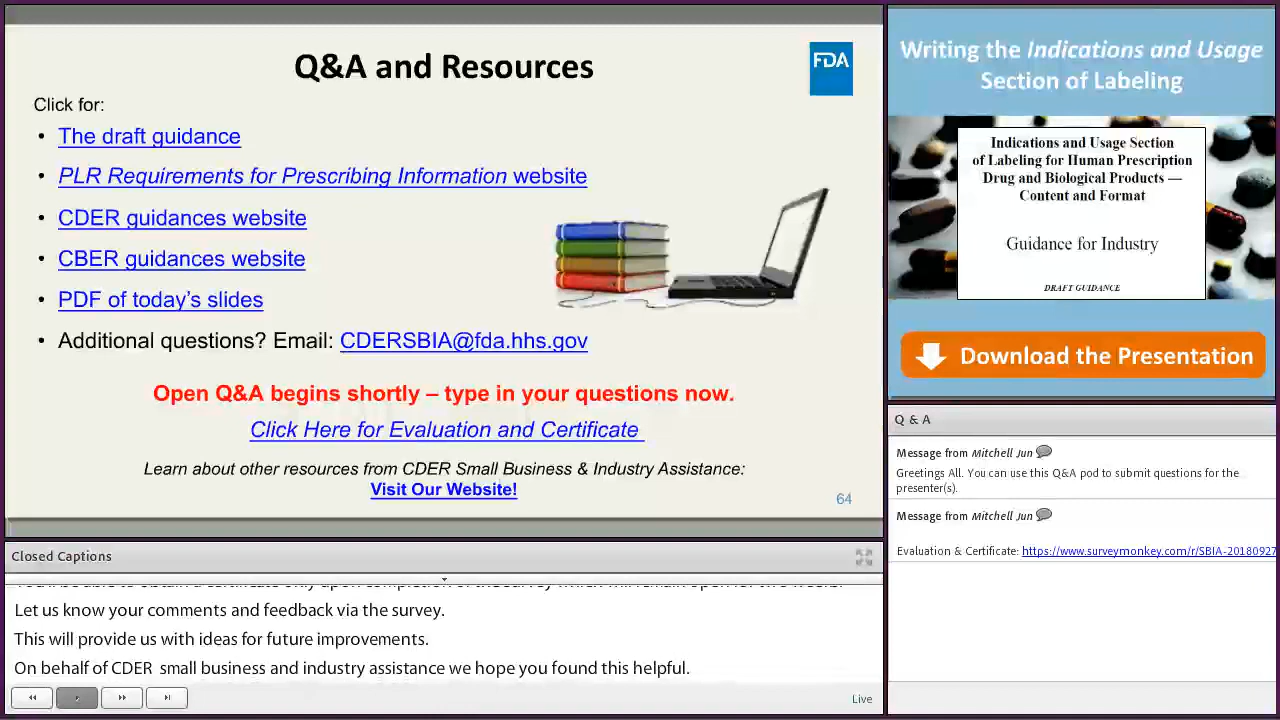 Q&A and Resources
FDA
Click for:
• The draft guidance
• PLR Requirements for Prescribing Information website
• CDER guidances website
• CBER guidances website
• PDF of today's slides
• Additional questions? Email: CDERSBIA@fda.hhs.gov
Open Q&A begins shortly – type in your questions now.
Click Here for Evaluation and Certificate
Learn about other resources from CDER Small Business & Industry Assistance:
Visit Our Website!
64
Closed Captions
Let us know your comments and feedback via the survey.
This will provide us with ideas for future improvements.
On behalf of CDER small business and industry assistance we hope you found this helpful.
Live
Writing the Indications and Usage
Section of Labeling
Indications and Usage Section
of Labeling for Human Prescription
Drug and Biological Products —
Content and Format
Guidance for Industry
DRAFT GUIDANCE
Download the Presentation
Q & A
Message from Mitchell Jun
Greetings All. You can use this Q&A pod to submit questions for the
presenter(s).
Message from Mitchell Jun
Evaluation & Certificate: https://www.surveymonkey.com/r/SBIA-20180927